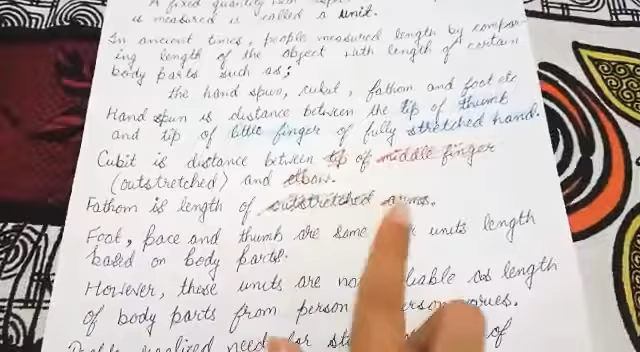 A fixed quantity with
is measured is called a unit.
In ancient times, people measured length by compar-
ing length of the object with length of certain
body parts such as;
the hand span, cubit, fathom and foot etc
Hand span is distance between the tip of thumb
and tip of little finger of fully stretched hand.
Cubit is distance between tip of middle finger
(outstretched) and elbow.
Fathom is length of outstretched arms.
Foot, pace and thumb are some units length
based on body parts.
However, these units are not as length
of body parts from person varies.
realized need for of